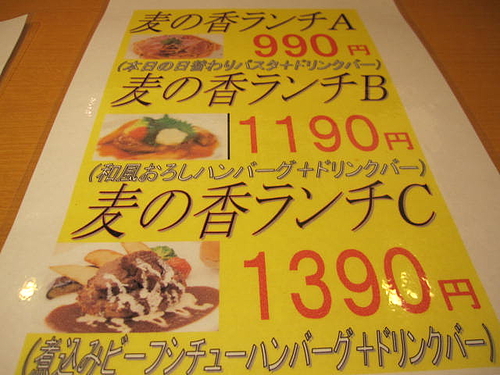 麦の香ランチA
990円
(本日の日替わりパスタ+ドリンクバー)
麦の香ランチB
1190円
(和風おろしハンバーグ+ドリンクバー)
麦の香ランチC
1390円
(煮込みビーフシチューハンバーグ+ドリンクバー)